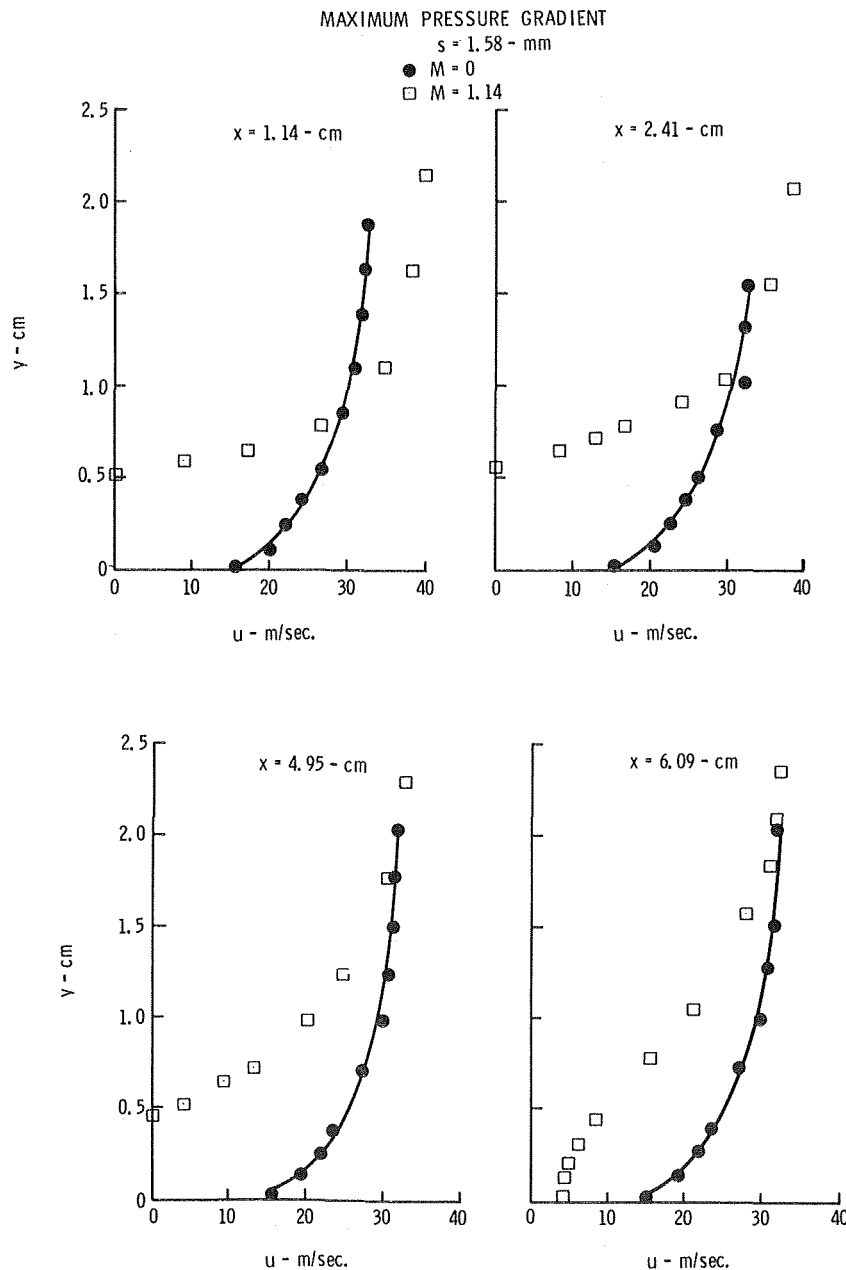 MAXIMUM PRESSURE GRADIENT
s = 1.58 - mm
M = 0
M = 1.14
x = 1.14 - cm
x = 2.41 - cm
2.5
2.0
1.5
1.0
0.5
0
y - cm
0 10 20 30 40
0 10 20 30 40
u - m/sec.
u - m/sec.
x = 4.95 - cm
x = 6.09 - cm
2.5
2.0
1.5
1.0
0.5
0
y - cm
0 10 20 30 40
0 10 20 30 40
u - m/sec.
u - m/sec.